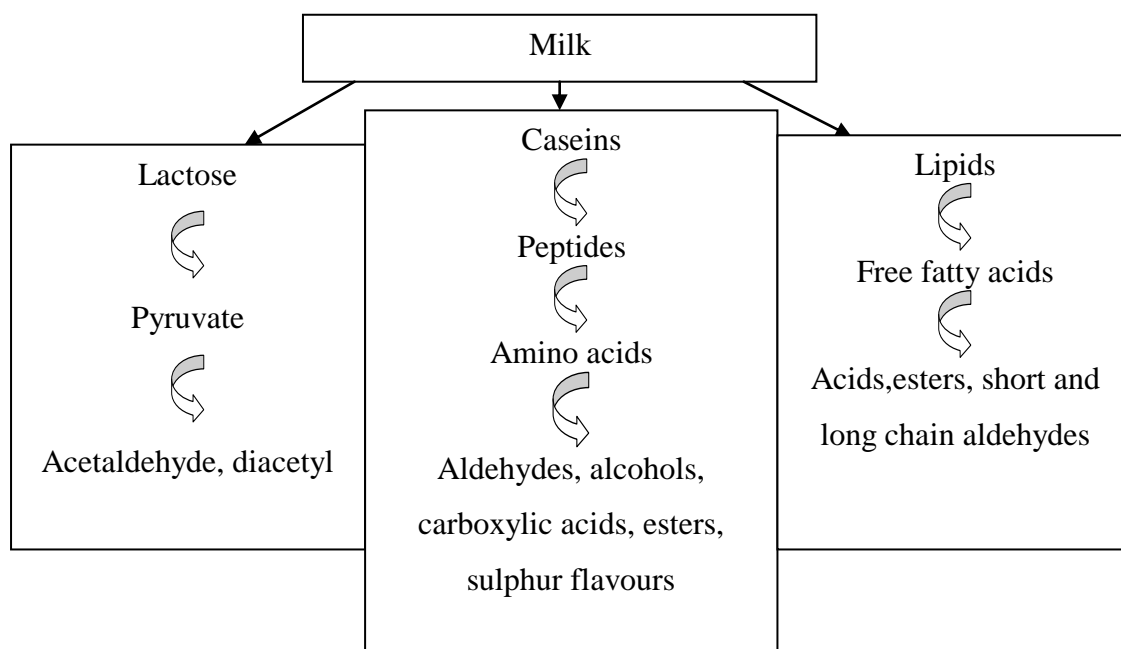 Milk
Lactose
Pyruvate
Acetaldehyde, diacetyl
Caseins
Peptides
Amino acids
Aldehydes, alcohols,
carboxylic acids, esters,
sulphur flavours
Lipids
Free fatty acids
Acids,esters, short and
long chain aldehydes